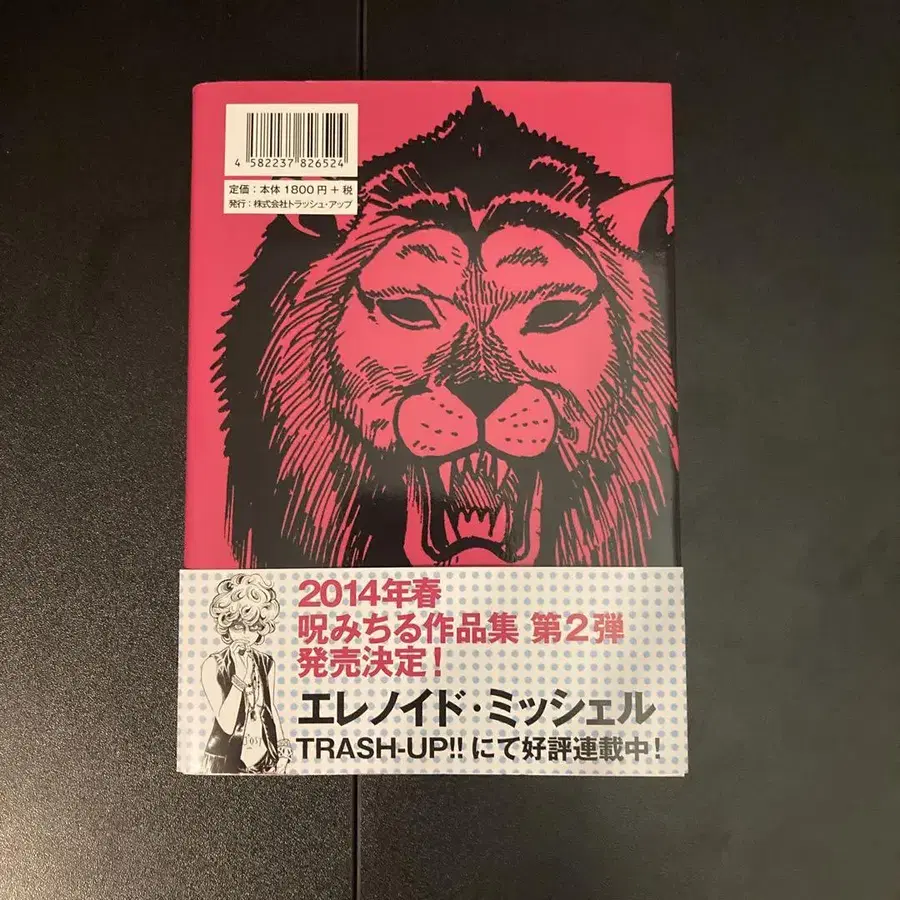 4 582237 826524
定価：本体1800円＋税
発行：株式会社トラッシュ・アップ
2014年春
呪みちる作品集 第2弾
発売決定！
エレノイド・ミッシェル
TRASH-UP!! にて好評連載中！